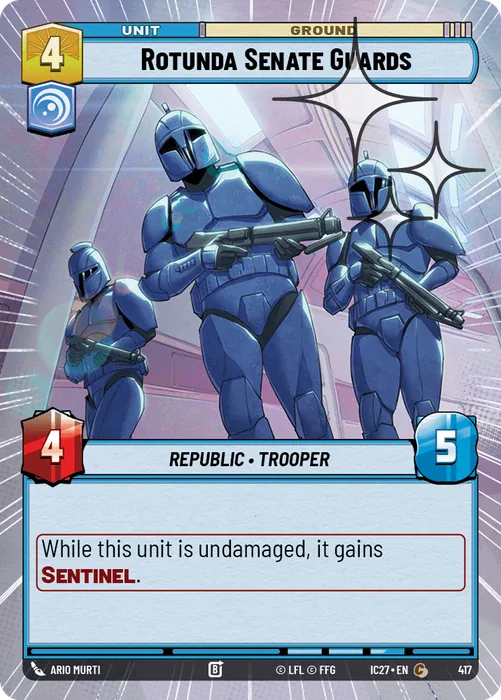 4
UNIT
GROUND
ROTUNDA SENATE GUARDS
4
REPUBLIC • TROOPER
5
While this unit is undamaged, it gains
SENTINEL.
ARIO MURTI
B
© LFL © FFG
IC27 • EN
C
417